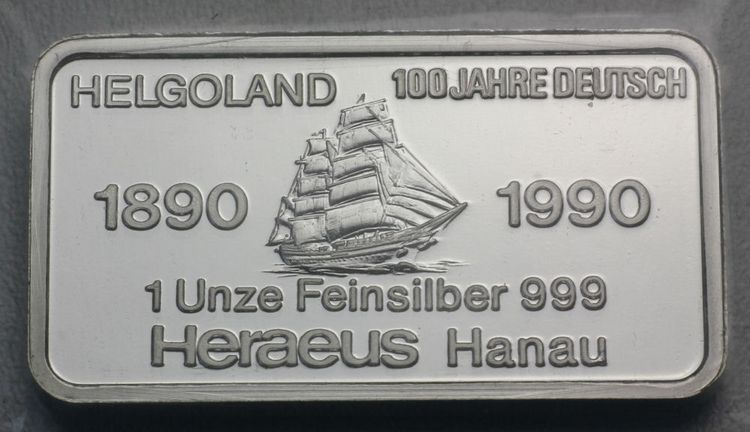 HELGOLAND 100 JAHRE DEUTSCH
1890 1990
1 Unze Feinsilber 999
Heraeus Hanau